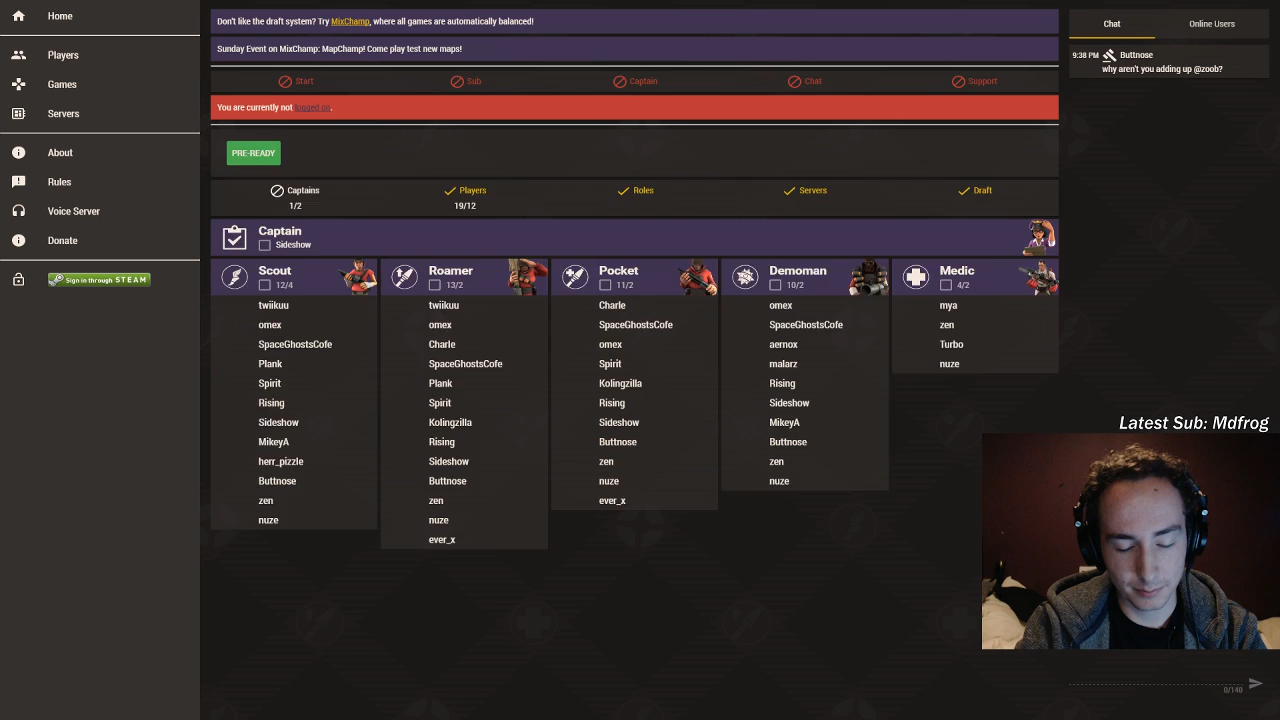 Home
Players
Games
Servers
About
Rules
Voice Server
Donate
Sign in through STEAM
Don't like the draft system? Try MixChamp, where all games are automatically balanced!
Sunday Event on MixChamp: MapChamp! Come play test new maps!
Start Sub Captain Chat Support
You are currently not logged on.
PRE-READY
Captains Players Roles Servers Draft
1/2 19/12
Captain
Sideshow
Scout
12/4
twiikuu
omex
SpaceGhostsCofe
Plank
Spirit
Rising
Sideshow
MikeyA
herr_pizzle
Buttnose
zen
nuze
Roamer
13/2
twiikuu
omex
Charle
SpaceGhostsCofe
Plank
Spirit
Kolingzilla
Rising
Sideshow
Buttnose
zen
nuze
ever_x
Pocket
11/2
Charle
SpaceGhostsCofe
omex
Spirit
Kolingzilla
Rising
Sideshow
Buttnose
zen
nuze
ever_x
Demoman
10/2
omex
SpaceGhostsCofe
aernox
malarz
Rising
Sideshow
MikeyA
Buttnose
zen
nuze
Medic
4/2
mya
zen
Turbo
nuze
Chat Online Users
9:38 PM Buttnose
why aren't you adding up @zoob?
Latest Sub: Mdfrog
0/140